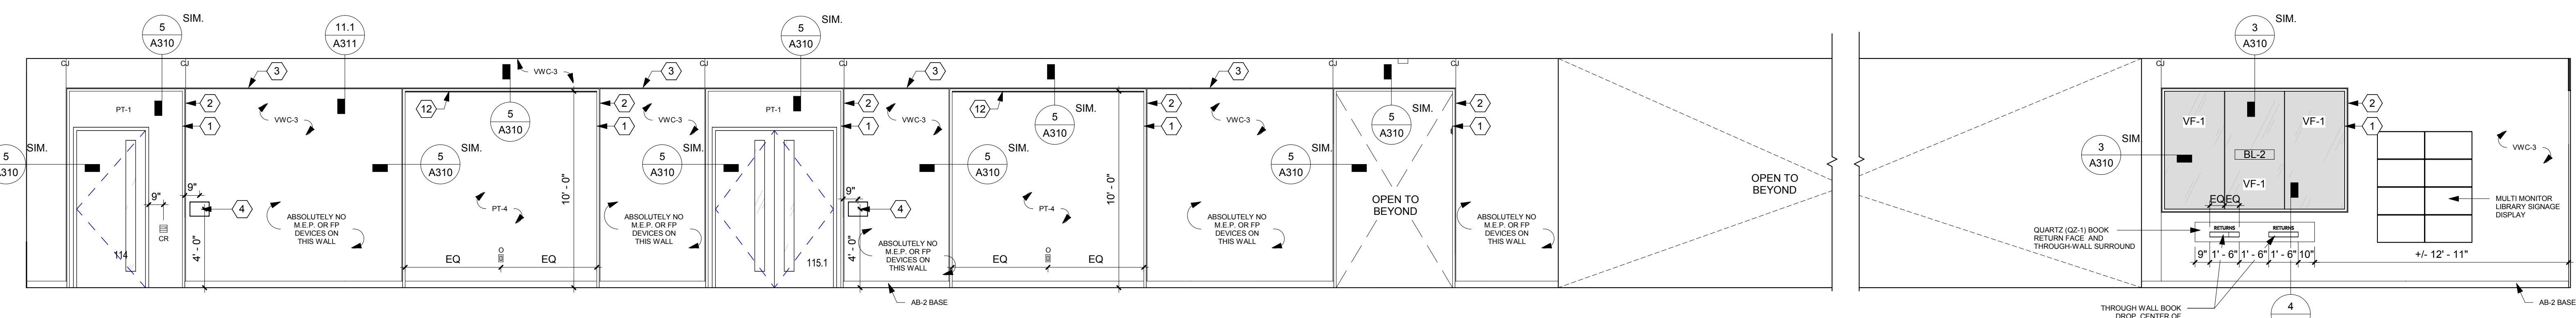 5
A310
SIM.
11.1
A311
5
A310
SIM.
3
A310
SIM.
CJ
CJ
3
VWC-3
3
CJ
CJ
3
3
CJ
CJ
CJ
PT-1
2
VWC-3
1
12
5
A310
SIM.
10' - 0"
2
VWC-3
1
PT-1
2
VWC-3
1
12
5
A310
SIM.
10' - 0"
2
VWC-3
1
5
A310
SIM.
2
1
VF-1
VF-1
BL-2
VF-1
2
1
VWC-3
5
A310
SIM.
5
A310
SIM.
5
A310
SIM.
5
A310
SIM.
5
A310
SIM.
3
A310
SIM.
9"
9"
4
CR
114
4' - 0"
ABSOLUTELY NO
M.E.P. OR FP
DEVICES ON
THIS WALL
PT-4
O
EQ
EQ
ABSOLUTELY NO
M.E.P. OR FP
DEVICES ON
THIS WALL
115.1
9"
4
4' - 0"
ABSOLUTELY NO
M.E.P. OR FP
DEVICES ON
THIS WALL
PT-4
O
EQ
EQ
ABSOLUTELY NO
M.E.P. OR FP
DEVICES ON
THIS WALL
OPEN TO
BEYOND
ABSOLUTELY NO
M.E.P. OR FP
DEVICES ON
THIS WALL
OPEN TO
BEYOND
EQ
EQ
MULTI MONITOR
LIBRARY SIGNAGE
DISPLAY
QUARTZ (QZ-1) BOOK
RETURN FACE AND
THROUGH-WALL SURROUND
RETURNS
RETURNS
9"
1' - 6"
1' - 6"
1' - 6"
10"
+/- 12' - 11"
AB-2 BASE
AB-2 BASE
THROUGH WALL BOOK
DROP, CENTER OF
4